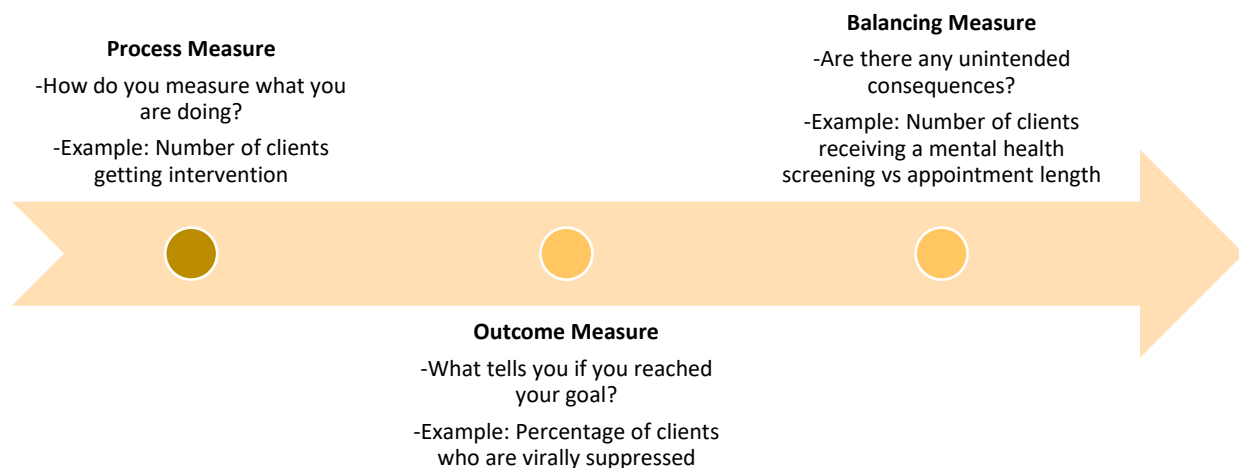 Process Measure
-How do you measure what you
are doing?
-Example: Number of clients
getting intervention
Outcome Measure
-What tells you if you reached
your goal?
-Example: Percentage of clients
who are virally suppressed
Balancing Measure
-Are there any unintended
consequences?
-Example: Number of clients
receiving a mental health
screening vs appointment length